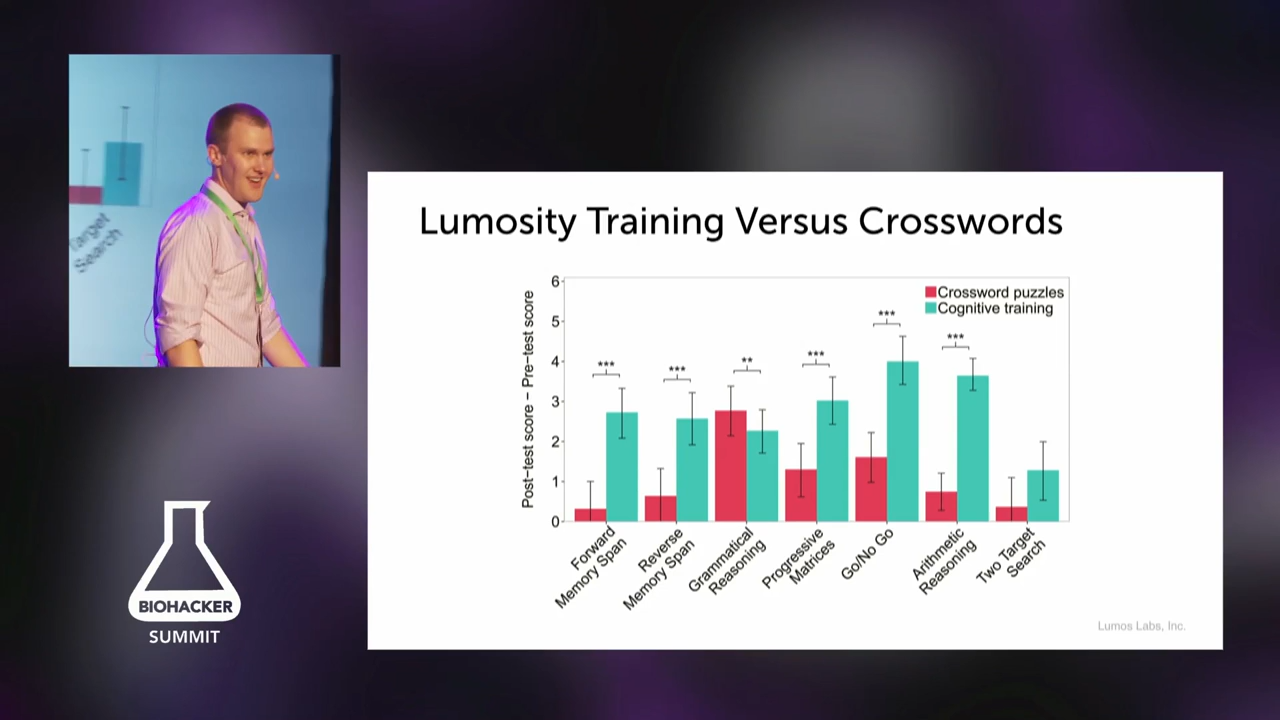 Target
Search
Lumosity Training Versus Crosswords
6
5
4
3
2
1
0
Post-test score – Pre-test score
Crossword puzzles
Cognitive training
***
***
**
***
***
***
Forward
Memory Span
Reverse
Memory Span
Grammatical
Reasoning
Progressive
Matrices
Go/No Go
Arithmetic
Reasoning
Two Target
Search
Lumos Labs, Inc.
BIOHACKER
SUMMIT